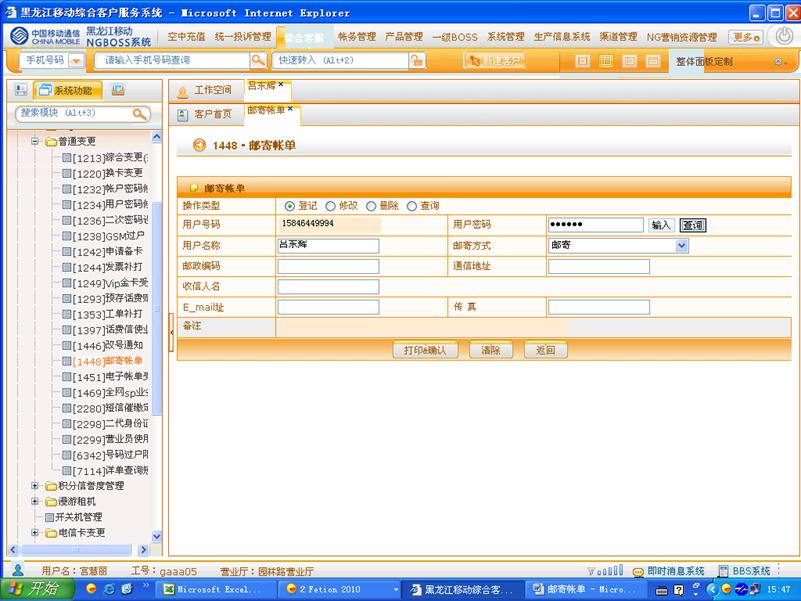 黑龙江移动综合客户服务系统 - Microsoft Internet Explorer
中国移动通信 CHINA MOBILE 黑龙江移动 NGBOSS系统
空中充值 统一投诉管理 综合客服 帐务管理 产品管理 一级BOSS 系统管理 生产信息系统 渠道管理 NG营销资源管理 更多
手机号码 请输入手机号码查询 快速转入 (Alt+2) 新建客户 整体面板定制
系统功能
搜索模块 (Alt+3)
工作空间 吕东辉
客户首页 邮寄帐单
普通变更
[1213]综合变更(
[1220]换卡变更
[1232]帐户密码
[1234]用户密码
[1236]二次密码
[1238]GSM过户
[1242]申请备卡
[1244]发票补打
[1249]Vip金卡受
[1293]预存话费
[1353]工单补打
[1397]话费信使
[1446]改号通知
[1448]邮寄帐单
[1451]电子帐单
[1469]全网sp业
[2280]短信催缴
[2298]二代身份证
[2299]营业员使用
[6342]号码过户
[7114]详单查询
积分信誉度管理
漫游租机
开关机管理
电信卡变更
1448·邮寄帐单
邮寄帐单
操作类型 登记 修改 删除 查询
用户号码 15846449994 用户密码 ●●●●●● 输入 查询
用户名称 吕东辉 邮寄方式 邮寄
邮政编码 通信地址
收信人名
E_mail址 传 真
备注
打印&确认 清除 返回
用户名：宫慧丽 工号：gaaa05 营业厅：园林路营业厅 即时消息系统 BBS系统
开始 Microsoft Excel... 2 Fetion 2010 黑龙江移动综合客... 邮寄帐单 - Micro... 15:47